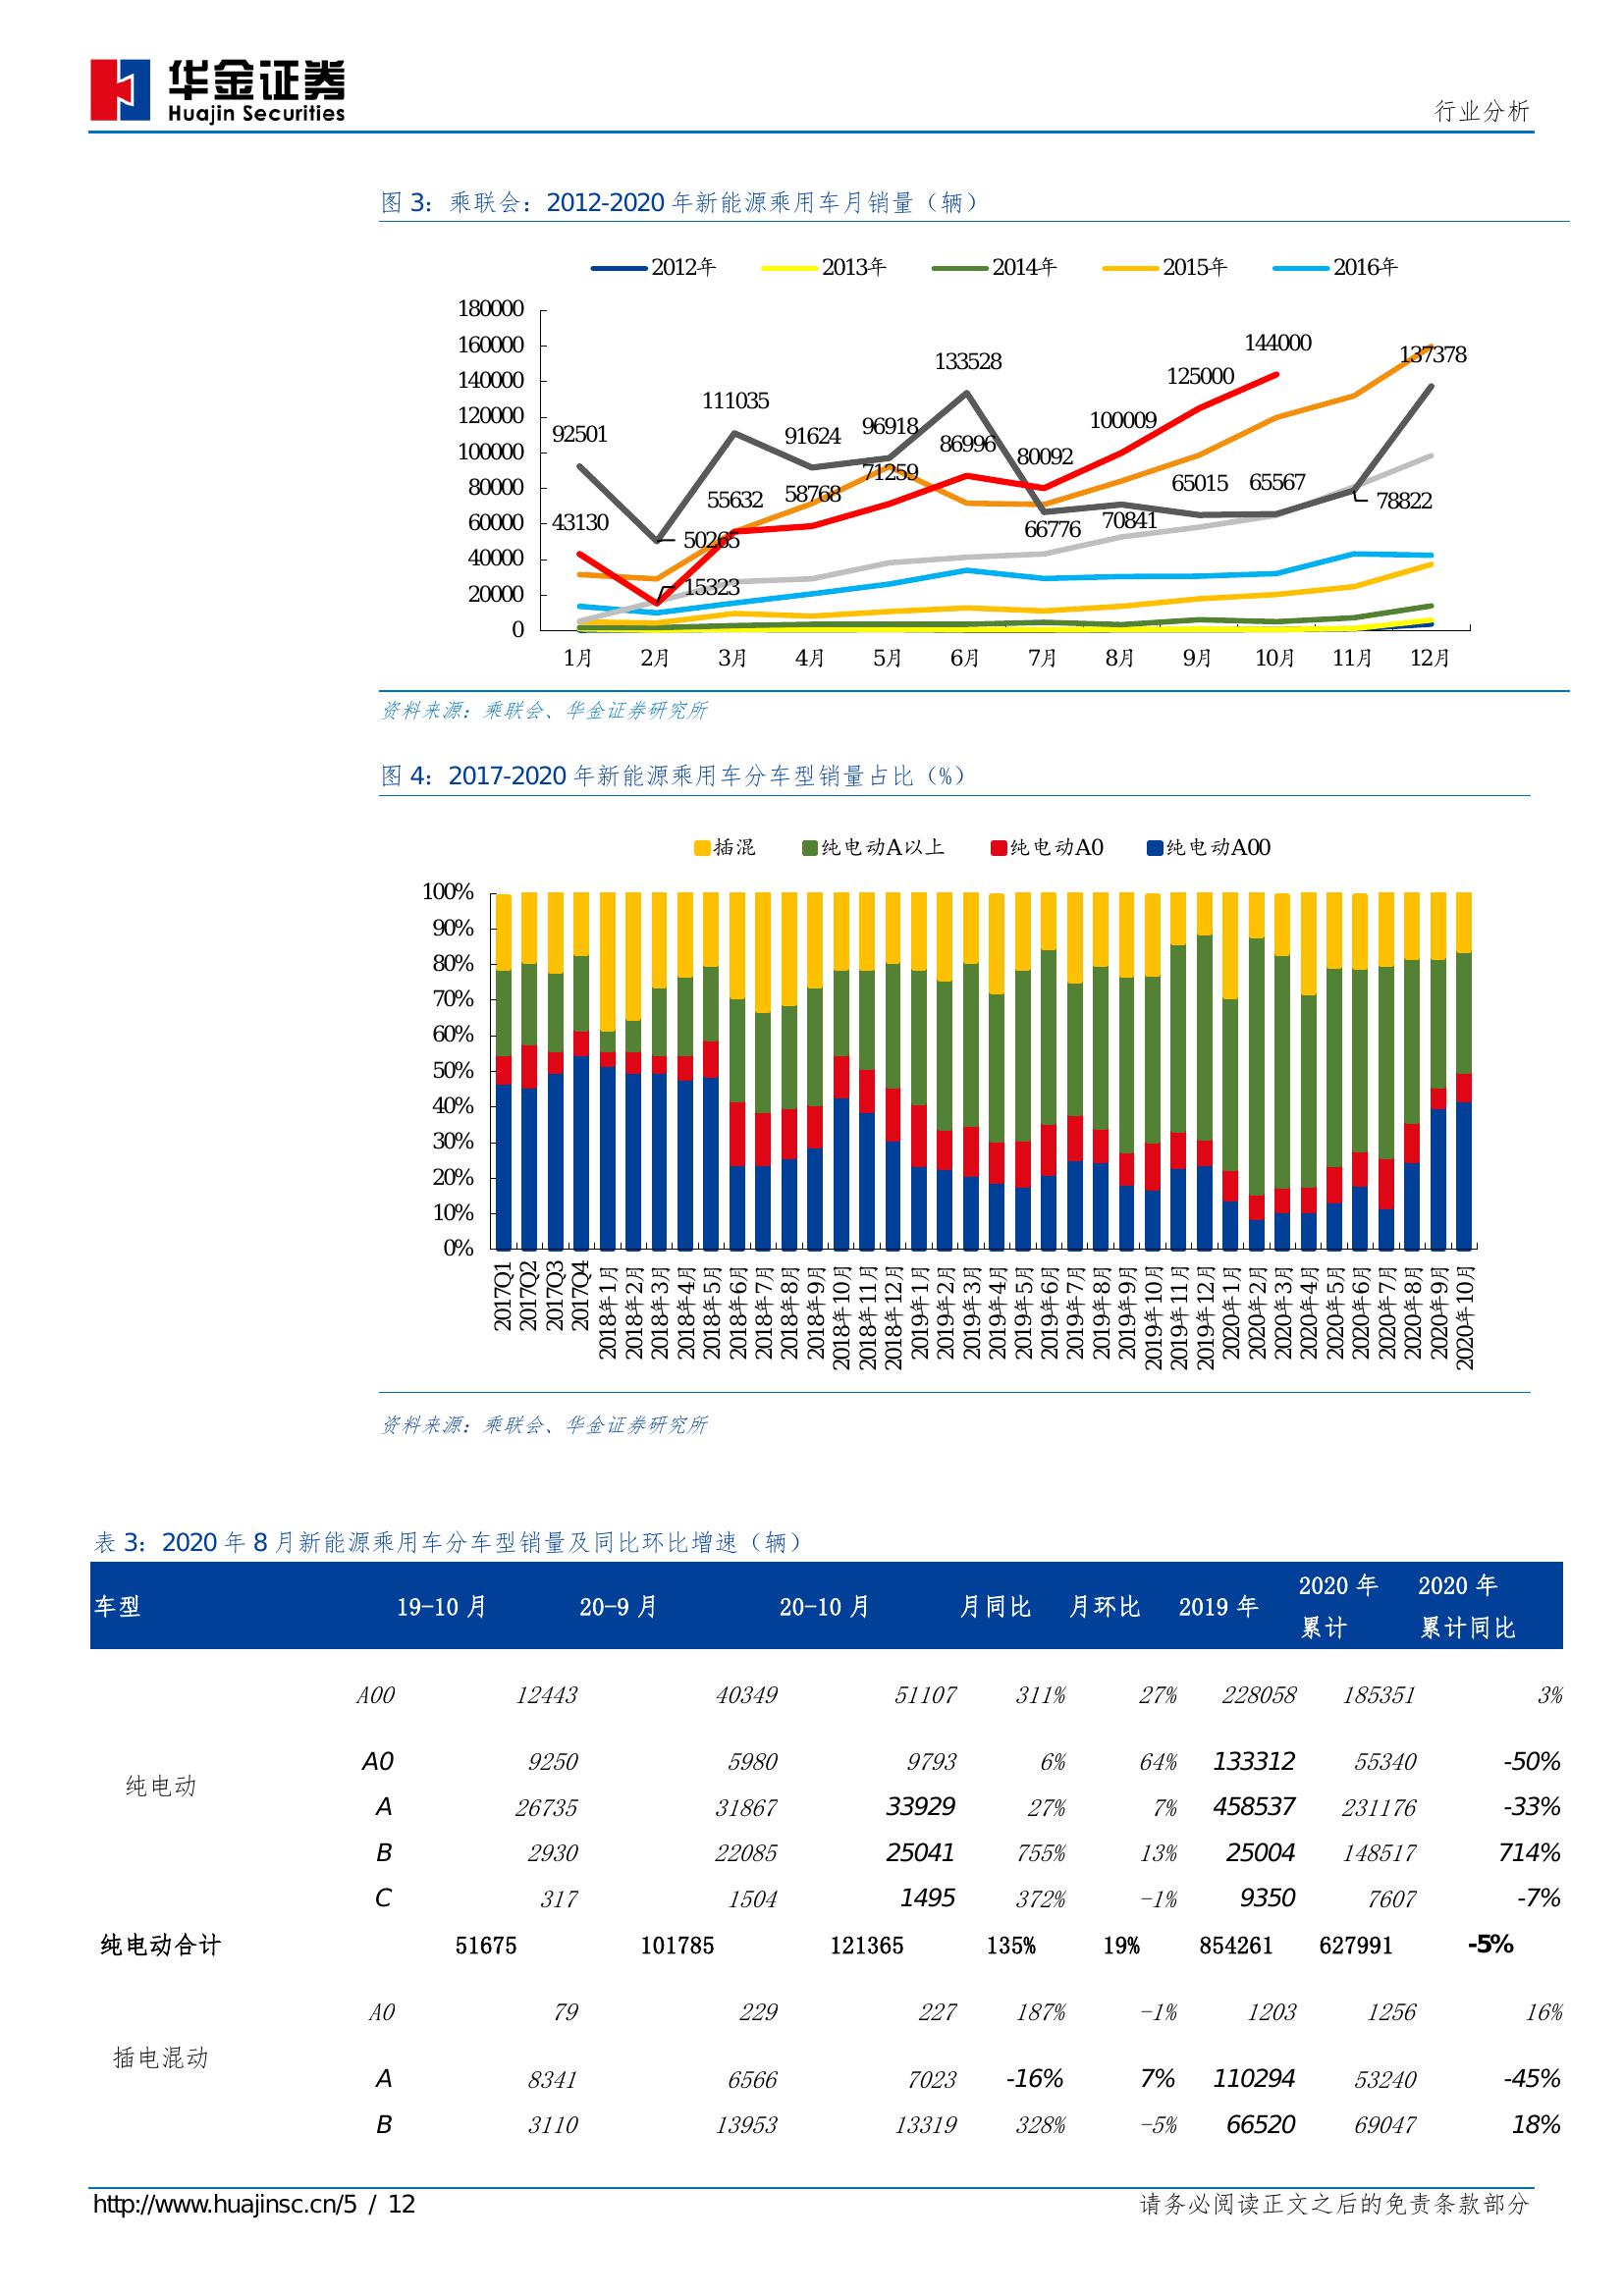 华金证券
Huajin Securities
行业分析
图 3：乘联会：2012-2020 年新能源乘用车月销量（辆）
2012年 2013年 2014年 2015年 2016年
180000
160000
140000
120000
100000
80000
60000
40000
20000
0
92501 50265 111035 91624 96918 133528 66776 70841 65015 65567 78822 137378
43130 15323 55632 58768 71259 86996 80092 100009 125000 144000
1月 2月 3月 4月 5月 6月 7月 8月 9月 10月 11月 12月
资料来源：乘联会、华金证券研究所
图 4：2017-2020 年新能源乘用车分车型销量占比（%）
插混 纯电动A以上 纯电动A0 纯电动A00
100%
90%
80%
70%
60%
50%
40%
30%
20%
10%
0%
2017Q1 2017Q2 2017Q3 2017Q4 2018年1月 2018年2月 2018年3月 2018年4月 2018年5月 2018年6月 2018年7月 2018年8月 2018年9月 2018年10月 2018年11月 2018年12月 2019年1月 2019年2月 2019年3月 2019年4月 2019年5月 2019年6月 2019年7月 2019年8月 2019年9月 2019年10月 2019年11月 2019年12月 2020年1月 2020年2月 2020年3月 2020年4月 2020年5月 2020年6月 2020年7月 2020年8月 2020年9月 2020年10月
资料来源：乘联会、华金证券研究所
表 3：2020 年 8 月新能源乘用车分车型销量及同比环比增速（辆）
车型 19-10 月 20-9 月 20-10 月 月同比 月环比 2019 年 2020 年累计 2020 年累计同比
A00 12443 40349 51107 311% 27% 228058 185351 3%
纯电动
A0 9250 5980 9793 6% 64% 133312 55340 -50%
A 26735 31867 33929 27% 7% 458537 231176 -33%
B 2930 22085 25041 755% 13% 25004 148517 714%
C 317 1504 1495 372% -1% 9350 7607 -7%
纯电动合计 51675 101785 121365 135% 19% 854261 627991 -5%
A0 79 229 227 187% -1% 1203 1256 16%
插电混动
A 8341 6566 7023 -16% 7% 110294 53240 -45%
B 3110 13953 13319 328% -5% 66520 69047 18%
http://www.huajinsc.cn/5 / 12
请务必阅读正文之后的免责条款部分